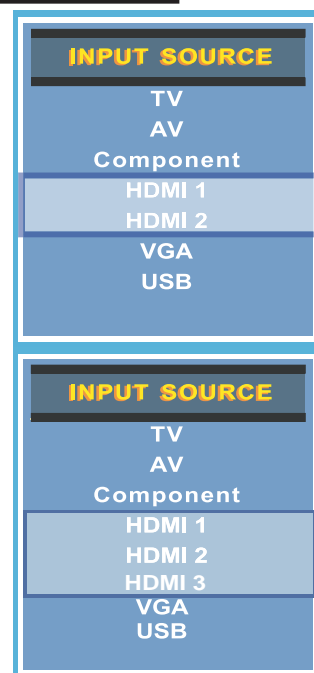 INPUT SOURCE
TV
AV
Component
HDMI 1
HDMI 2
VGA
USB
INPUT SOURCE
TV
AV
Component
HDMI 1
HDMI 2
HDMI 3
VGA
USB